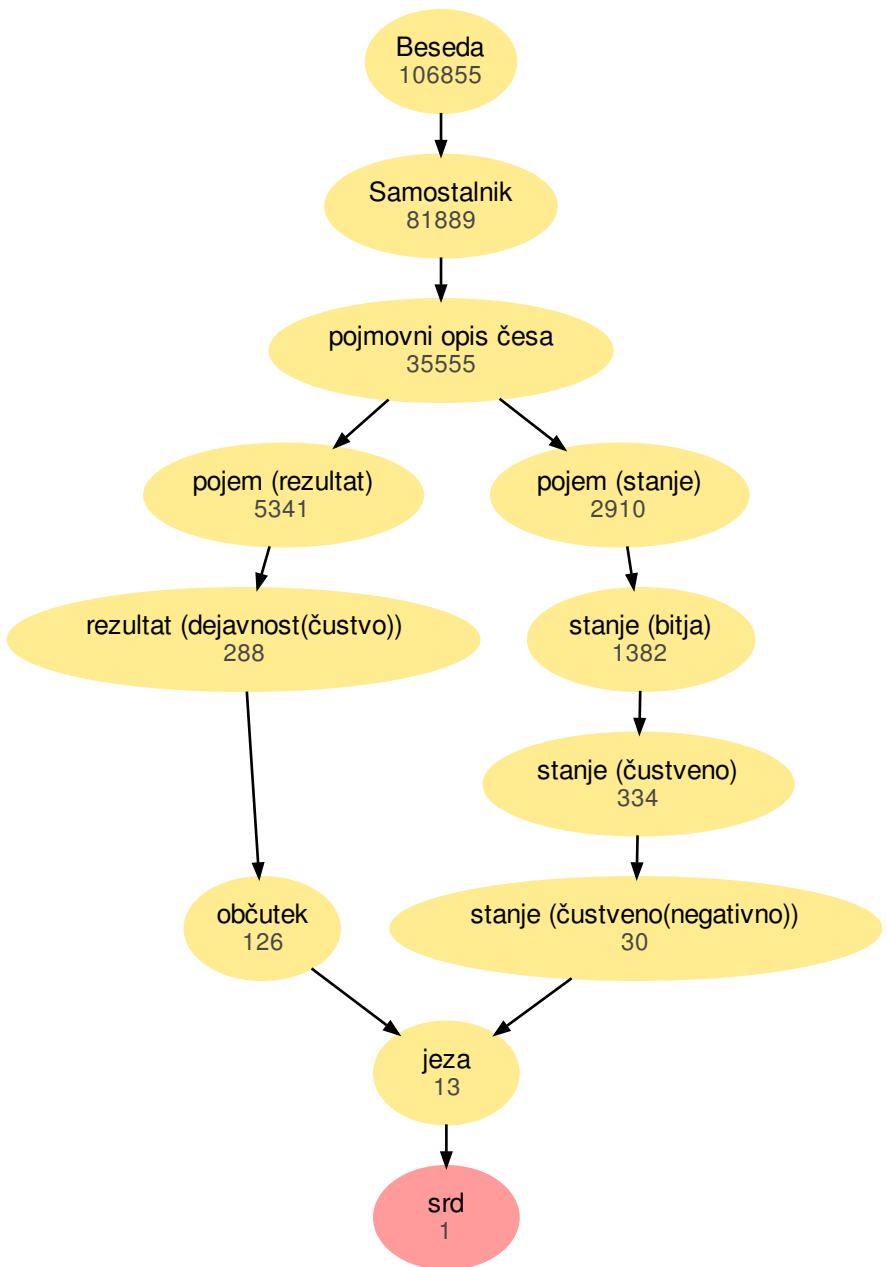 Beseda
106855
Samostalnik
81889
pojmovni opis česa
35555
pojem (rezultat)
5341
pojem (stanje)
2910
rezultat (dejavnost(čustvo))
288
stanje (bitja)
1382
stanje (čustveno)
334
občutek
126
stanje (čustveno(negativno))
30
jeza
13
srd
1